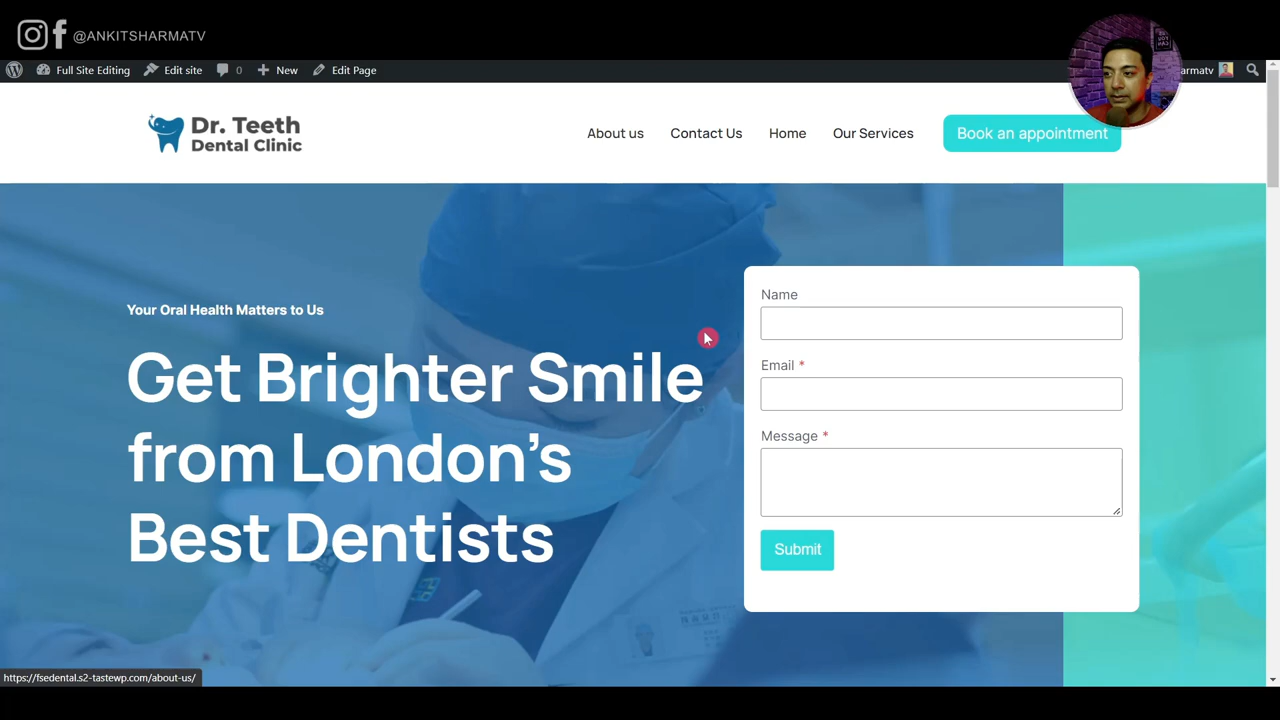 @ANKITSHARMATV
Full Site Editing Edit site 0 New Edit Page armatv
Dr. Teeth
Dental Clinic
About us Contact Us Home Our Services Book an appointment
Your Oral Health Matters to Us
Get Brighter Smile
from London’s
Best Dentists
Name
Email *
Message *
Submit
https://fsedental.s2-tastewp.com/about-us/